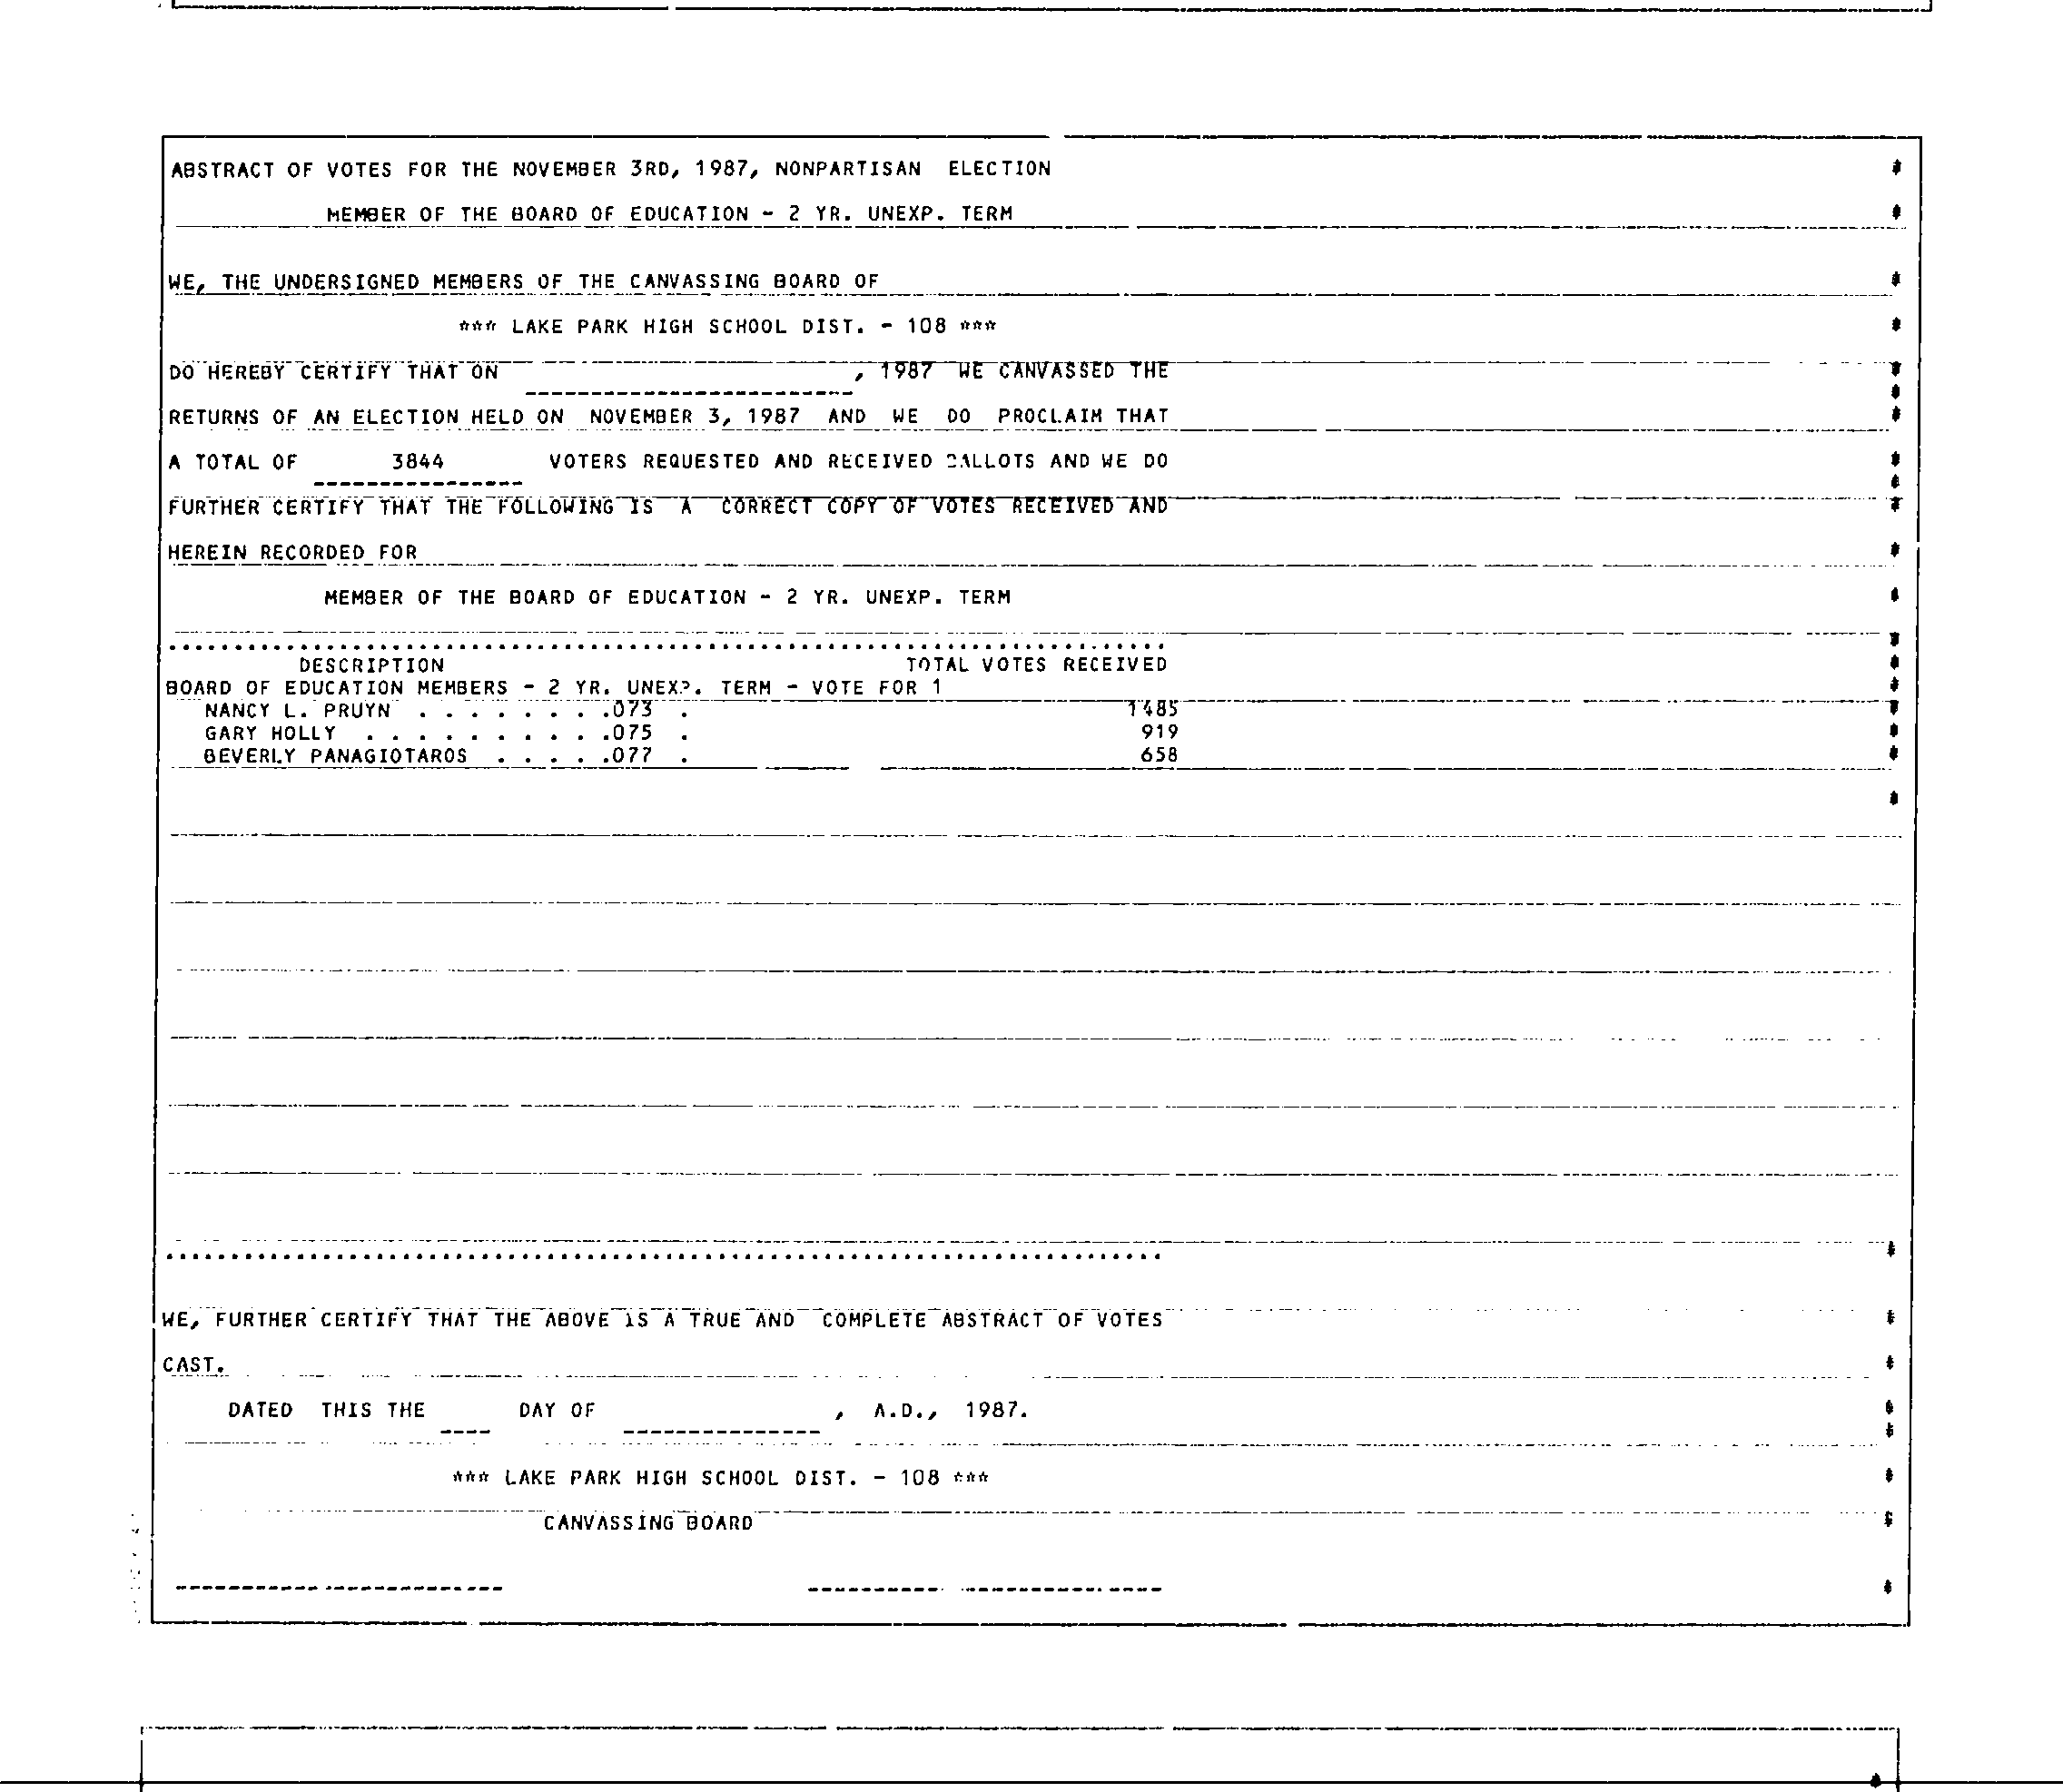 ABSTRACT OF VOTES FOR THE NOVEMBER 3RD, 1987, NONPARTISAN ELECTION
MEMBER OF THE BOARD OF EDUCATION - 2 YR. UNEXP. TERM
WE, THE UNDERSIGNED MEMBERS OF THE CANVASSING BOARD OF
*** LAKE PARK HIGH SCHOOL DIST. - 108 ***
DO HEREBY CERTIFY THAT ON , 1987 WE CANVASSED THE
RETURNS OF AN ELECTION HELD ON NOVEMBER 3, 1987 AND WE DO PROCLAIM THAT
A TOTAL OF 3844 VOTERS REQUESTED AND RECEIVED BALLOTS AND WE DO
FURTHER CERTIFY THAT THE FOLLOWING IS A CORRECT COPY OF VOTES RECEIVED AND
HEREIN RECORDED FOR
MEMBER OF THE BOARD OF EDUCATION - 2 YR. UNEXP. TERM
DESCRIPTION TOTAL VOTES RECEIVED
BOARD OF EDUCATION MEMBERS - 2 YR. UNEXP. TERM - VOTE FOR 1
NANCY L. PRUYN . . . . . . . .073 . 1485
GARY HOLLY . . . . . . . . . .075 . 919
BEVERLY PANAGIOTAROS . . . . .077 . 658
WE, FURTHER CERTIFY THAT THE ABOVE IS A TRUE AND COMPLETE ABSTRACT OF VOTES
CAST.
DATED THIS THE ____ DAY OF _______________ , A.D., 1987.
*** LAKE PARK HIGH SCHOOL DIST. - 108 ***
CANVASSING BOARD